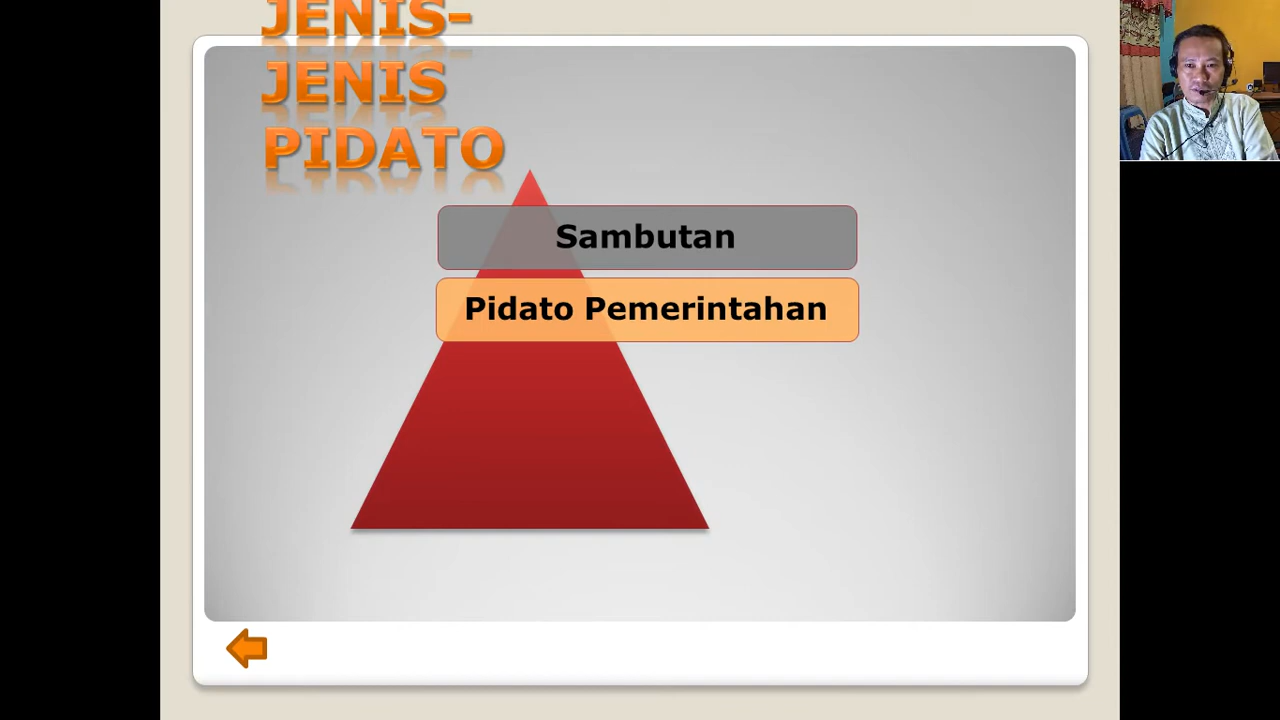 JENIS-
JENIS
PIDATO
Sambutan
Pidato Pemerintahan